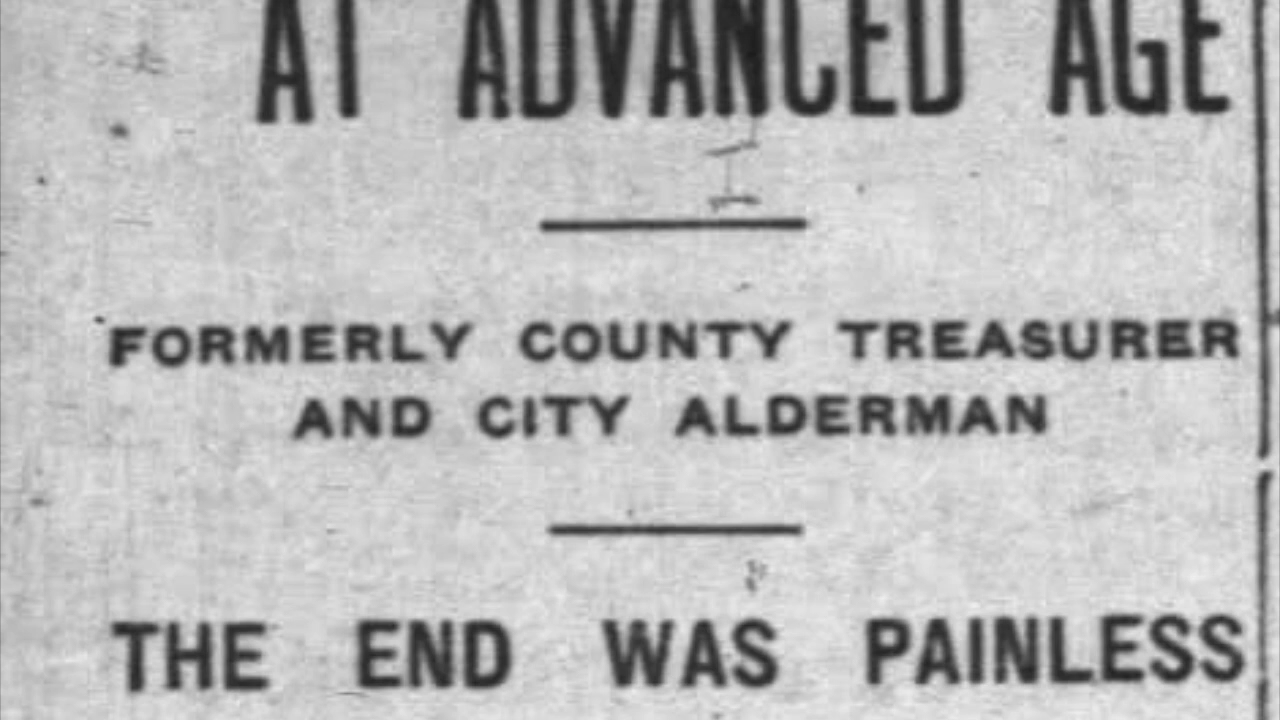 AT ADVANCED AGE
FORMERLY COUNTY TREASURER
AND CITY ALDERMAN
THE END WAS PAINLESS